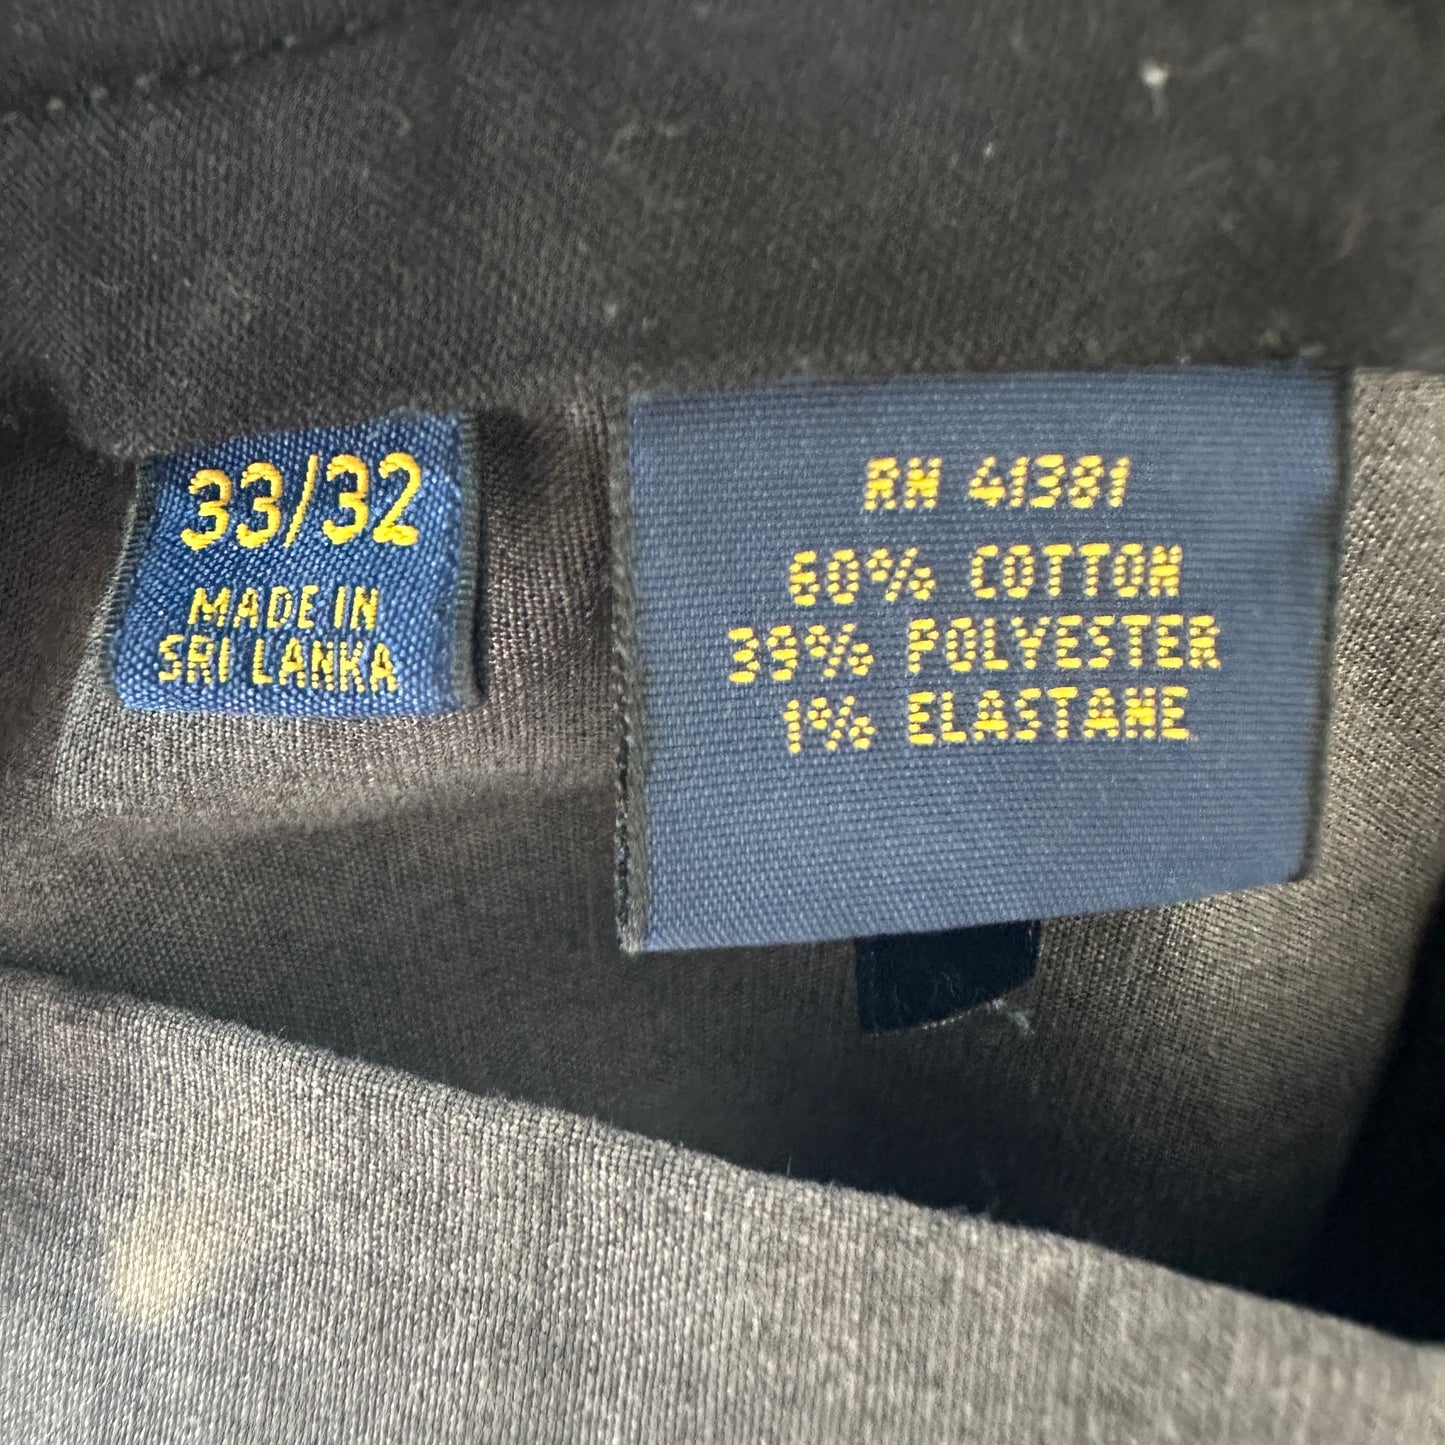 33/32
MADE IN
SRI LANKA
RN 41381
60% COTTON
39% POLYESTER
1% ELASTANE